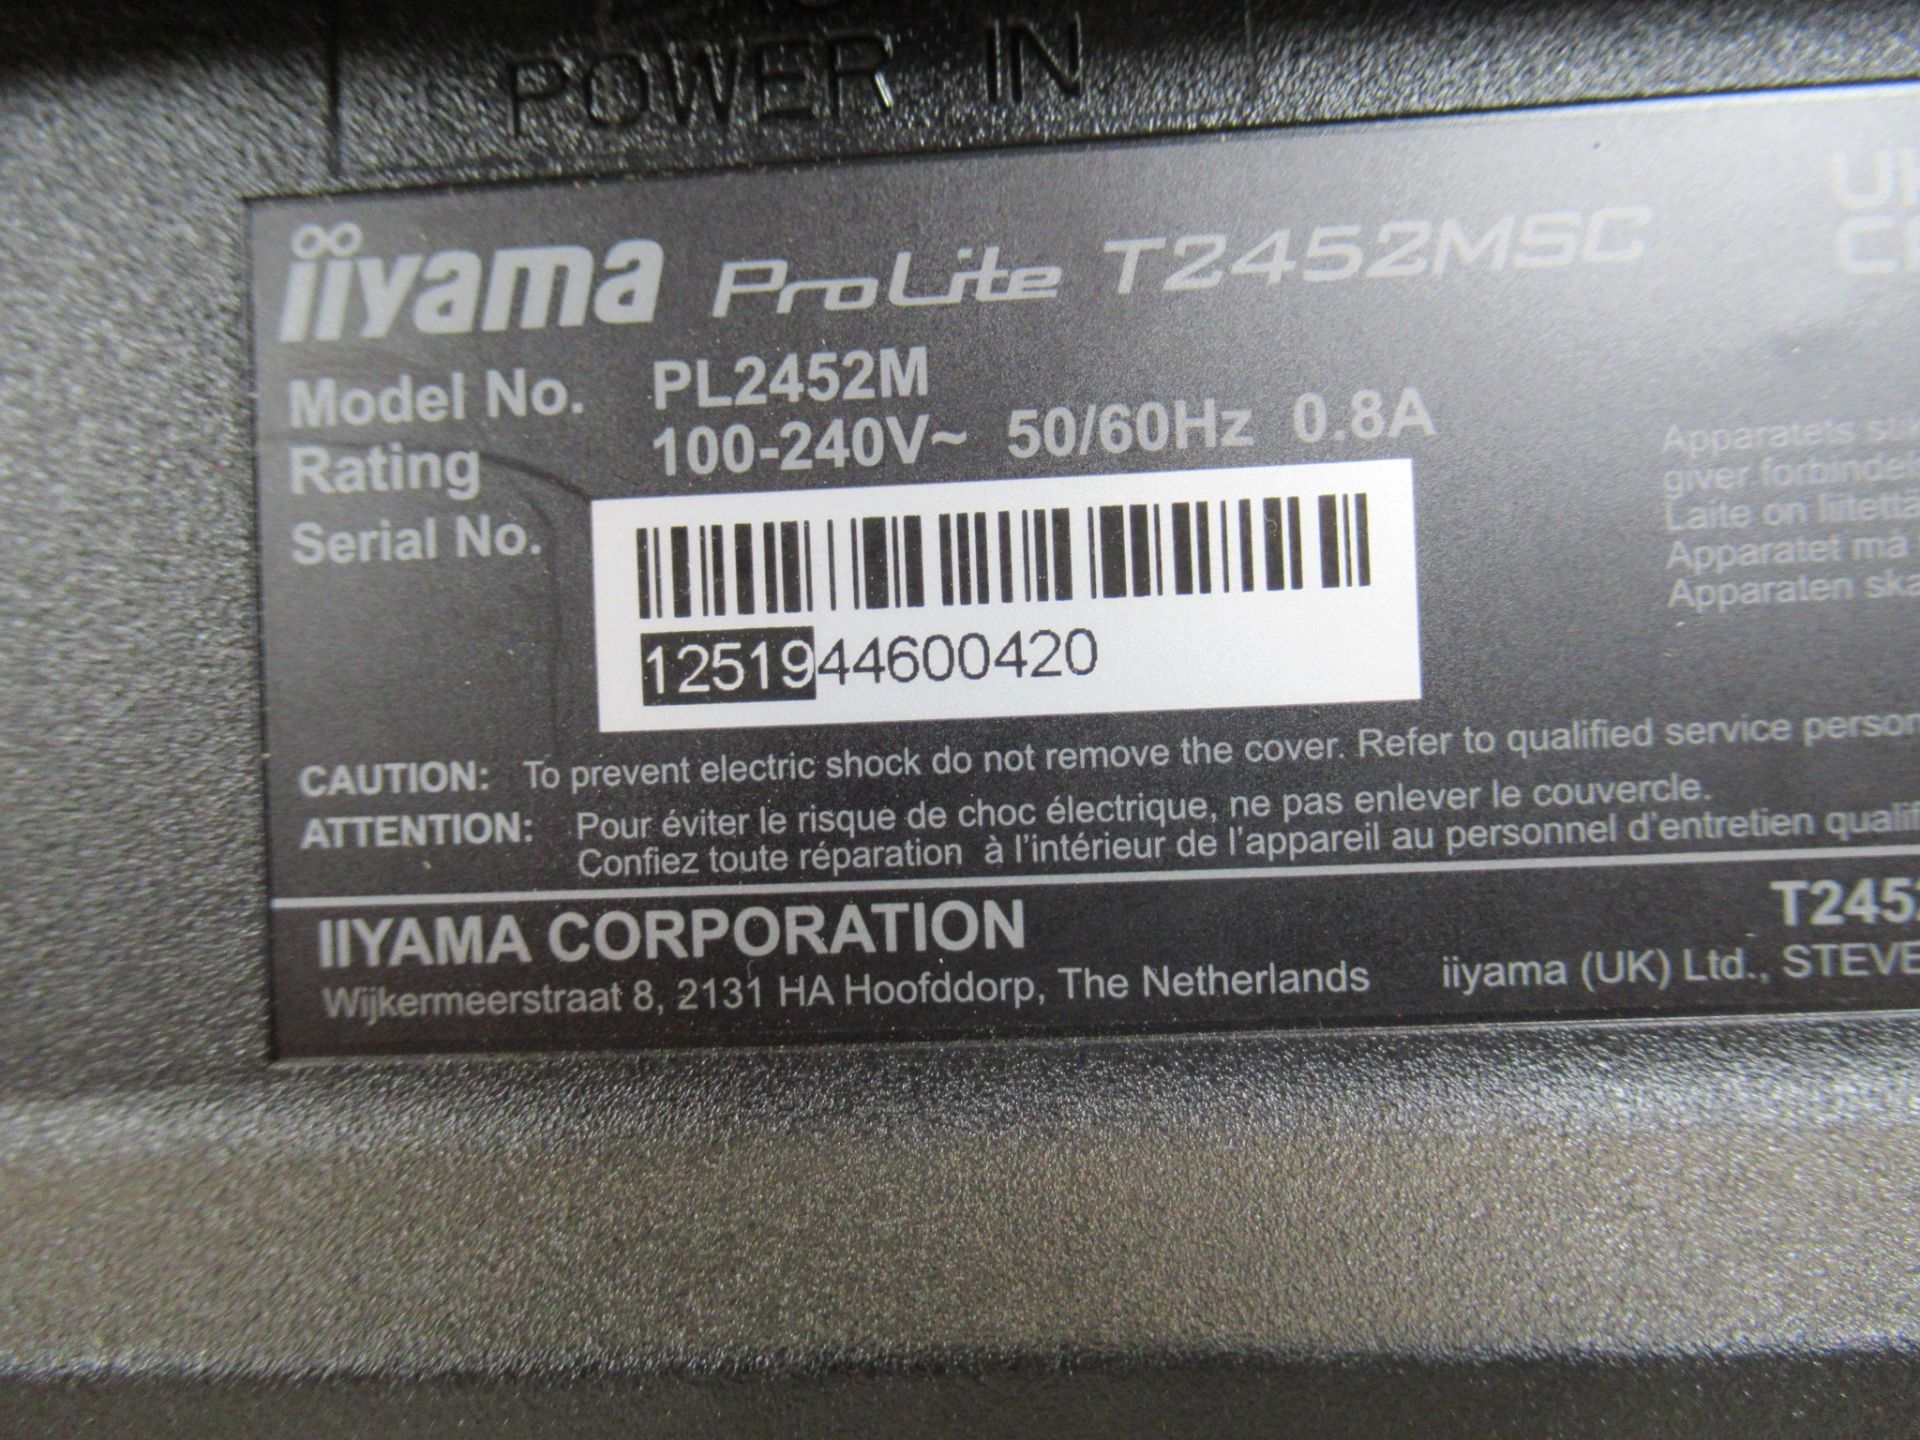 POWER IN
iiyama ProLite T2452MSC
Model No. PL2452M
Rating 100-240V~ 50/60Hz 0.8A
Serial No.
1251944600420
Apparatets
giver
Laite on
Apparatet må
Apparaten
CAUTION: To prevent electric shock do not remove the cover. Refer to qualified service
ATTENTION: Pour éviter le risque de choc électrique, ne pas enlever le couvercle.
Confiez toute réparation à l'intérieur de l'appareil au personnel d'entretien
IIYAMA CORPORATION
Wijkermeerstraat 8, 2131 HA Hoofddorp, The Netherlands iiyama (UK) Ltd.,